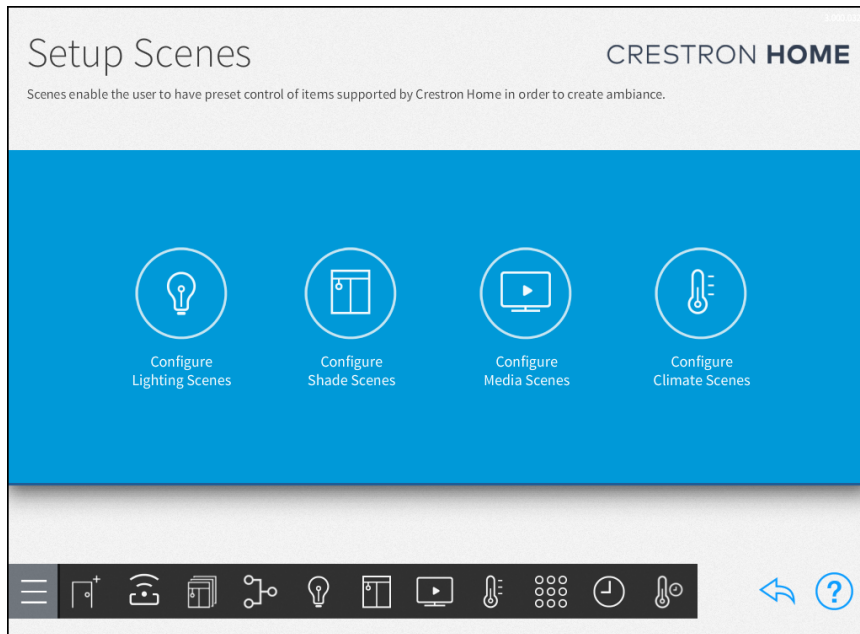 Setup Scenes
CRESTRON HOME
Scenes enable the user to have preset control of items supported by Crestron Home in order to create ambiance.
Configure
Lighting Scenes
Configure
Shade Scenes
Configure
Media Scenes
Configure
Climate Scenes
?